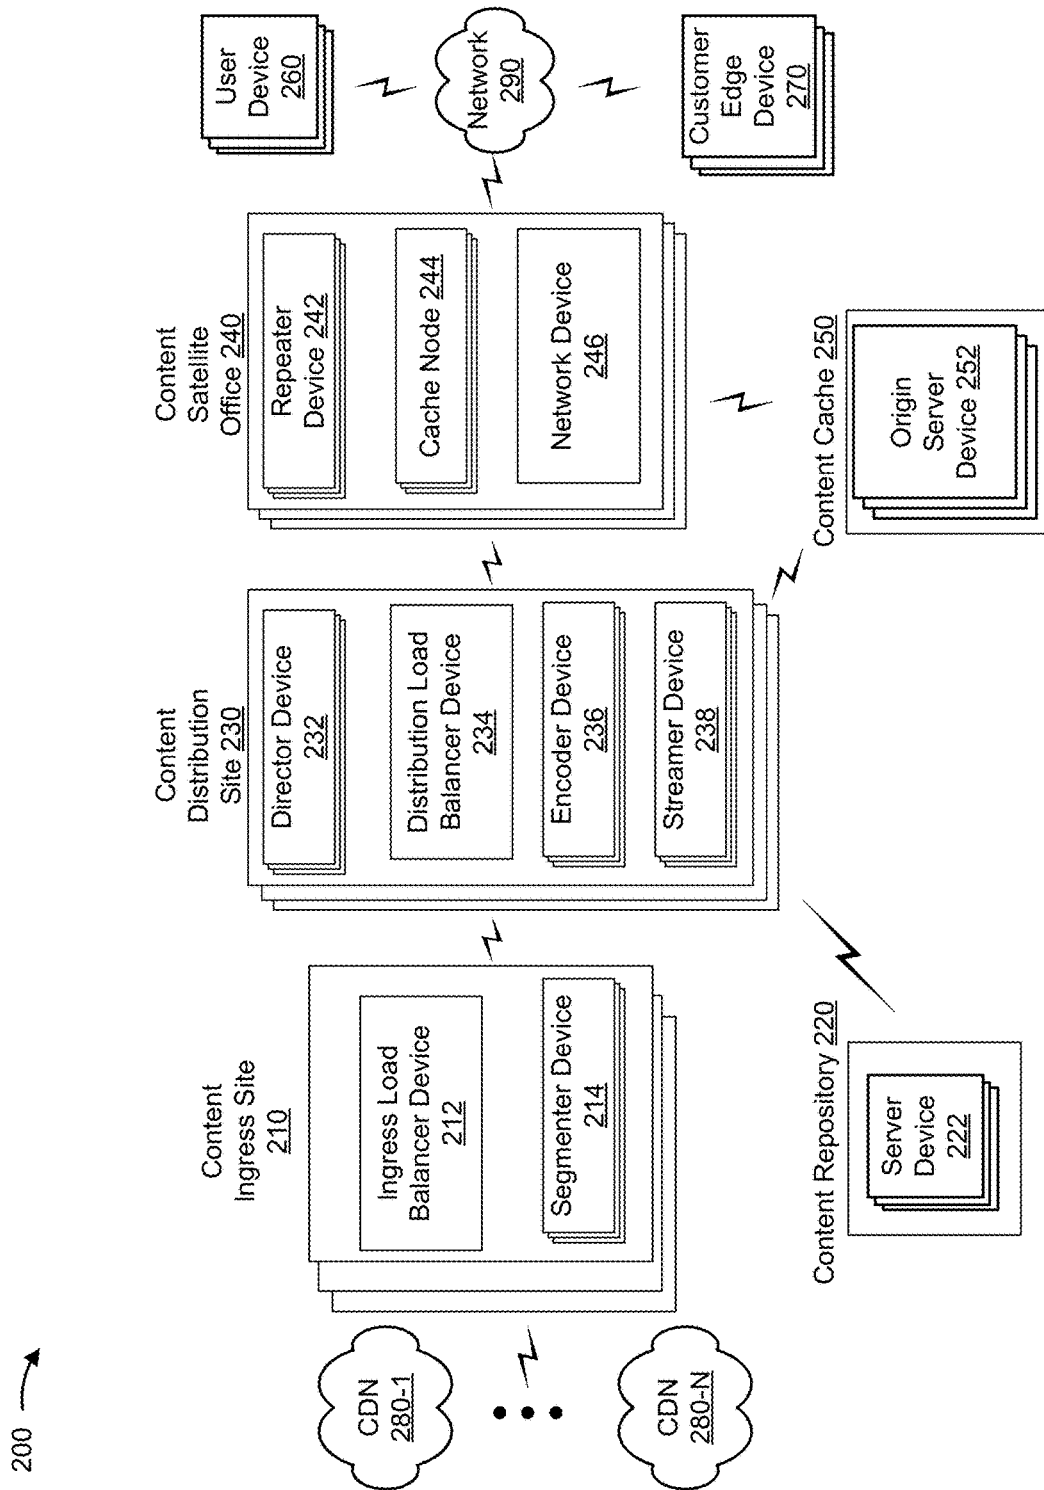 200
CDN
280-1
CDN
280-N
Content
Ingress Site
210
Ingress Load
Balancer Device
212
Segmenter Device
214
Content Repository 220
Server
Device
222
Content
Distribution
Site 230
Director Device
232
Distribution Load
Balancer Device
234
Encoder Device
236
Streamer Device
238
Content
Satellite
Office 240
Repeater
Device 242
Cache Node 244
Network Device
246
Content Cache 250
Origin
Server
Device 252
User
Device
260
Network
290
Customer
Edge
Device
270